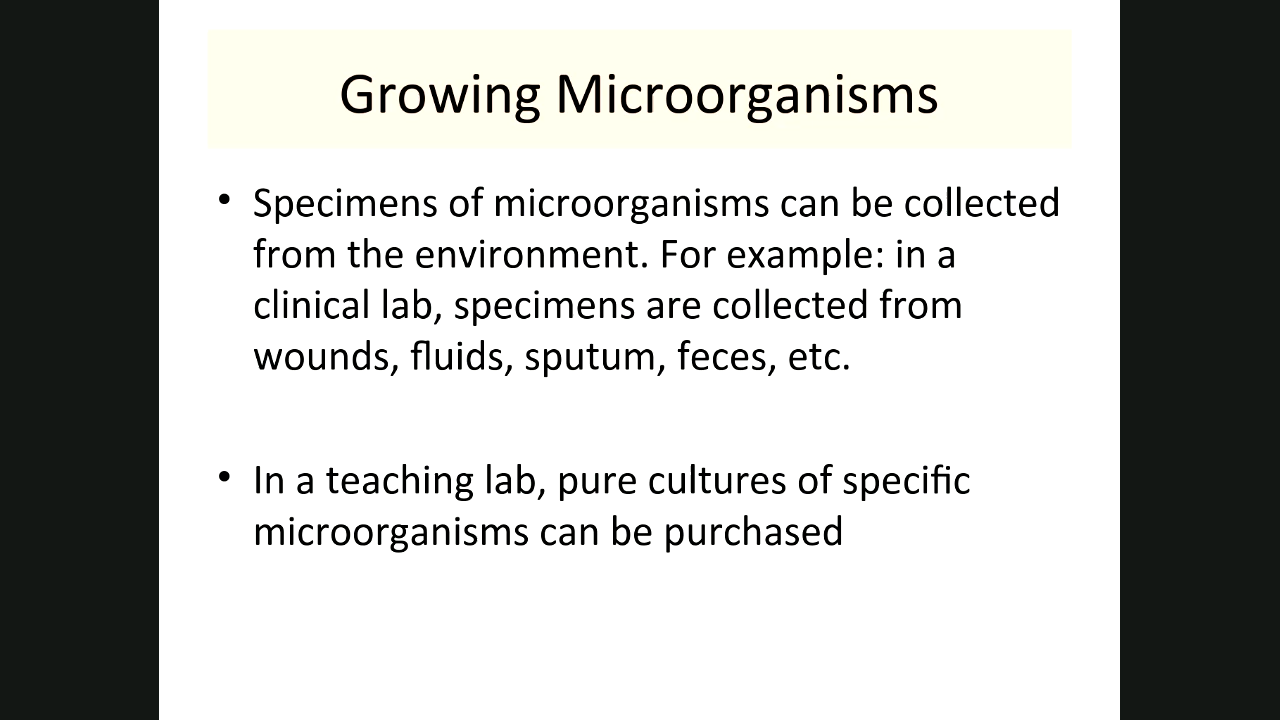 Growing Microorganisms
• Specimens of microorganisms can be collected
from the environment. For example: in a
clinical lab, specimens are collected from
wounds, fluids, sputum, feces, etc.
• In a teaching lab, pure cultures of specific
microorganisms can be purchased